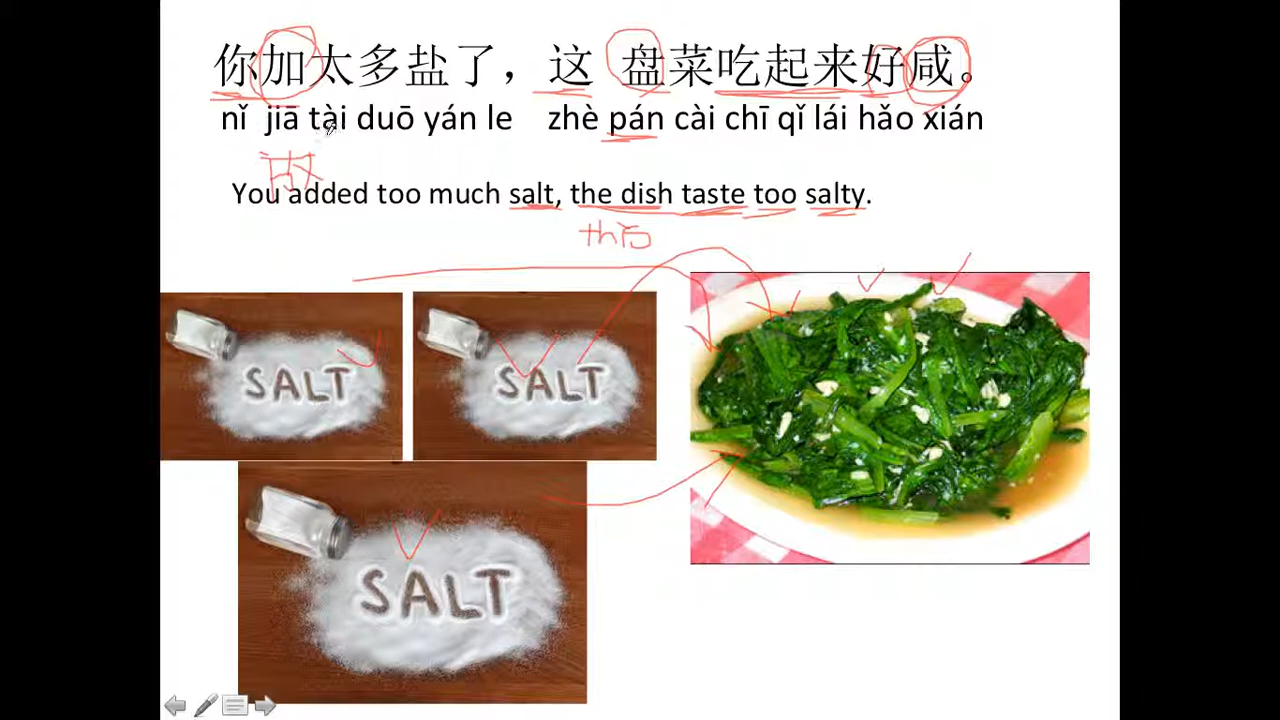 你加太多盐了，这 盘菜吃起来好咸。
nǐ jiā tài duō yán le zhè pán cài chī qǐ lái hǎo xián
放
You added too much salt, the dish taste too salty.
this
SALT
SALT
SALT